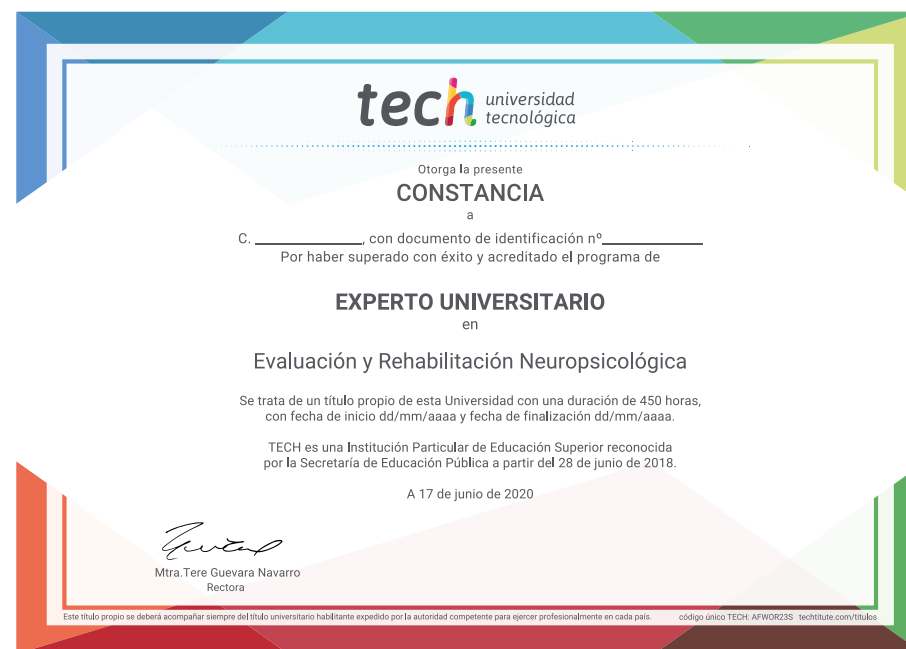 tech universidad
tecnológica
Otorga la presente
CONSTANCIA
a
C. ______________, con documento de identificación nº_____________
Por haber superado con éxito y acreditado el programa de
EXPERTO UNIVERSITARIO
en
Evaluación y Rehabilitación Neuropsicológica
Se trata de un título propio de esta Universidad con una duración de 450 horas,
con fecha de inicio dd/mm/aaaa y fecha de finalización dd/mm/aaaa.
TECH es una Institución Particular de Educación Superior reconocida
por la Secretaría de Educación Pública a partir del 28 de junio de 2018.
A 17 de junio de 2020
Mtra.Tere Guevara Navarro
Rectora
Este título propio se deberá acompañar siempre del título universitario habilitante expedido por la autoridad competente para ejercer profesionalmente en cada país. código único TECH: AFWOR23S techtitute.com/titulos